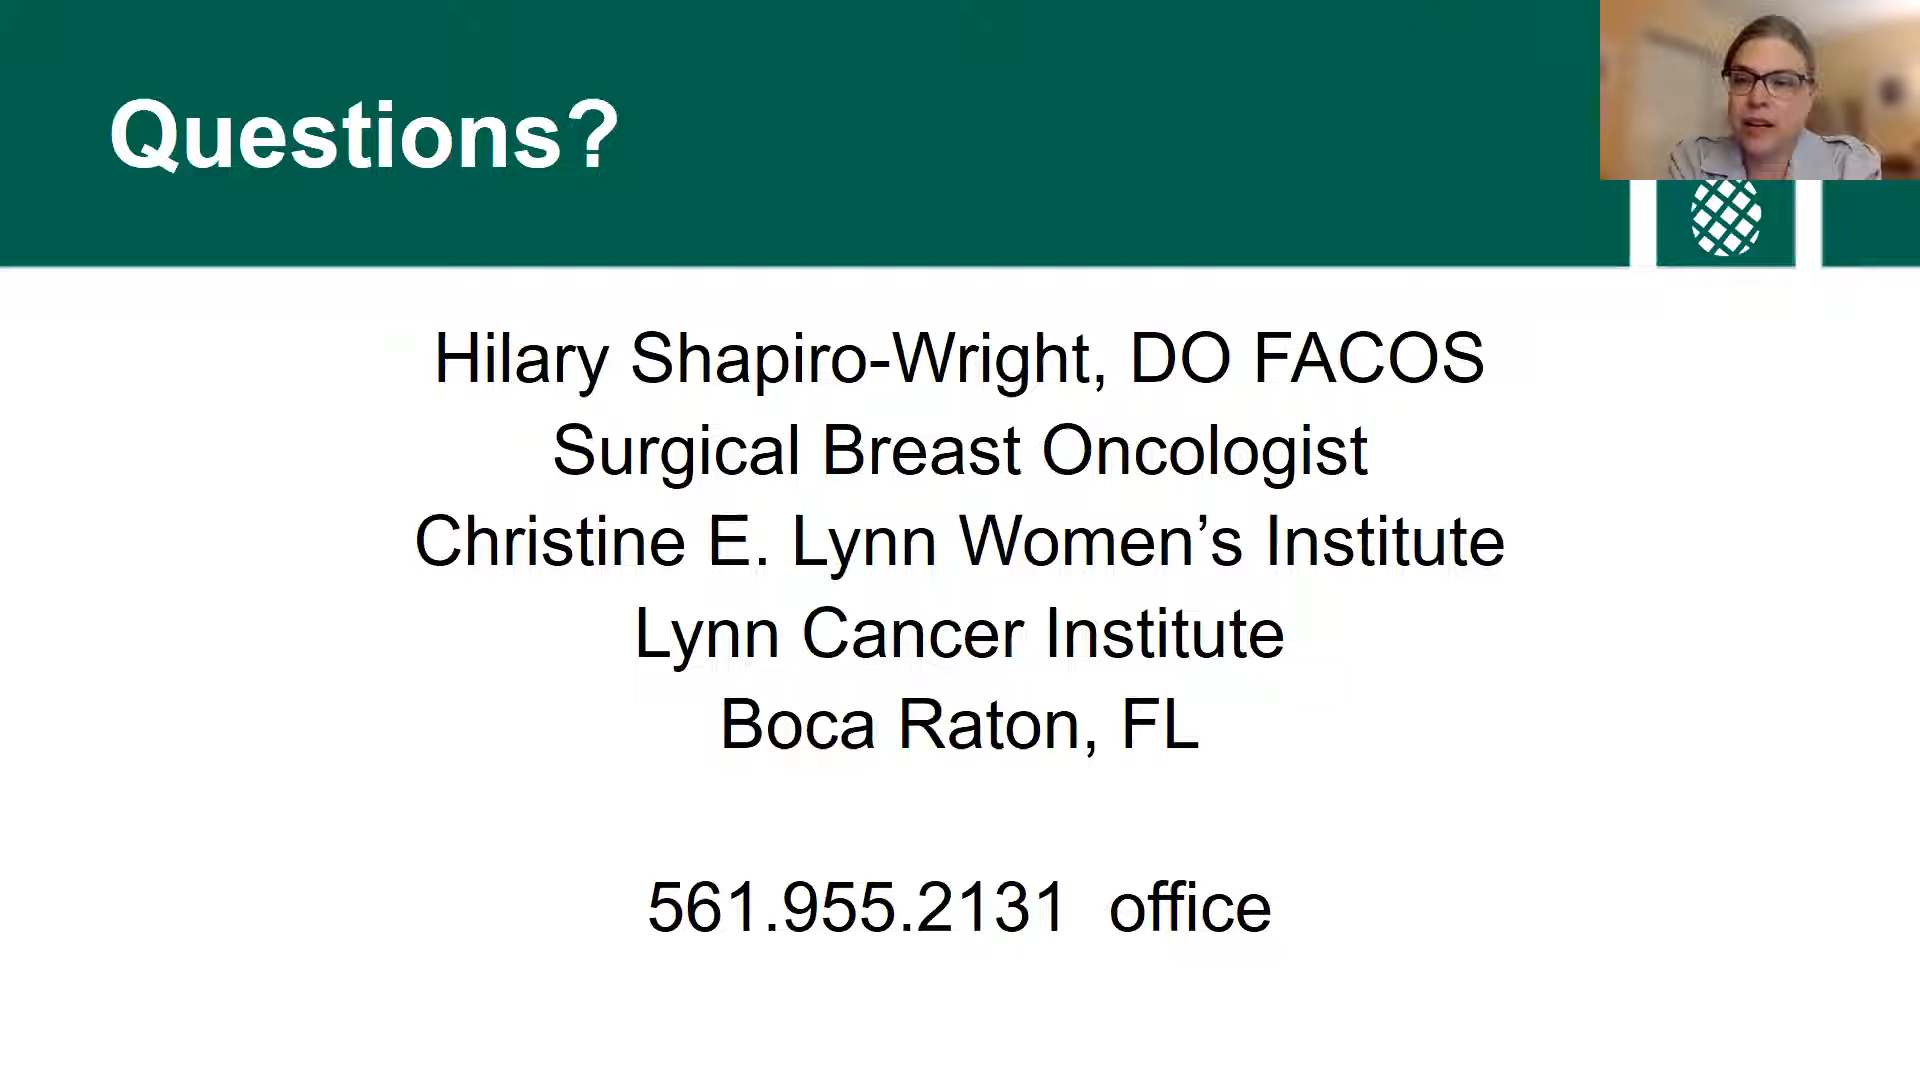 Questions?
Hilary Shapiro-Wright, DO FACOS
Surgical Breast Oncologist
Christine E. Lynn Women’s Institute
Lynn Cancer Institute
Boca Raton, FL
561.955.2131 office